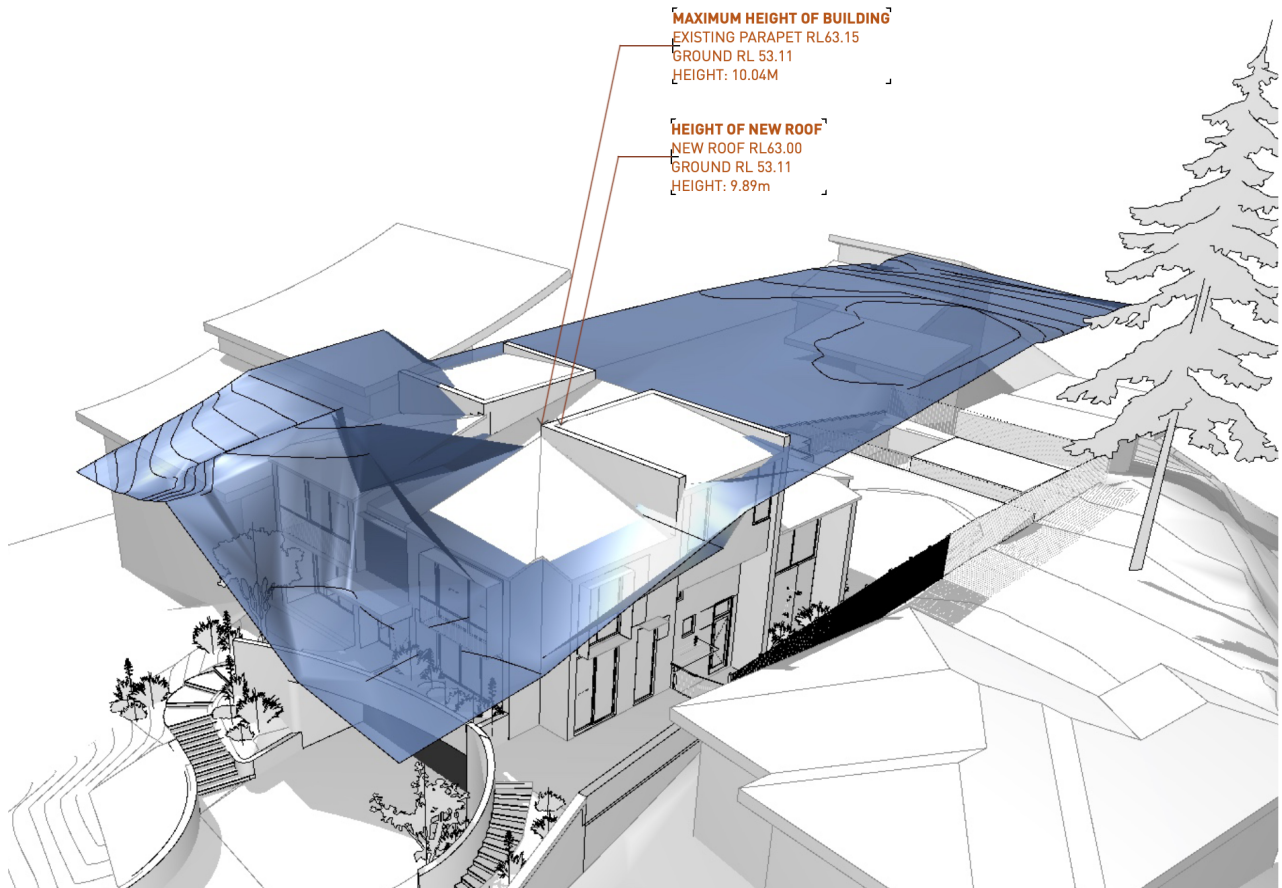 MAXIMUM HEIGHT OF BUILDING
EXISTING PARAPET RL63.15
GROUND RL 53.11
HEIGHT: 10.04M
HEIGHT OF NEW ROOF
NEW ROOF RL63.00
GROUND RL 53.11
HEIGHT: 9.89m